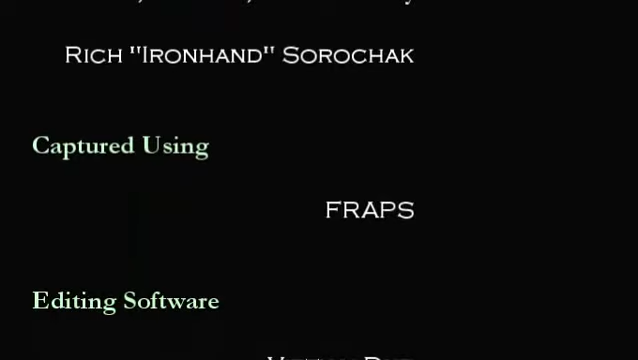 Rich "Ironhand" Sorochak
Captured Using
FRAPS
Editing Software